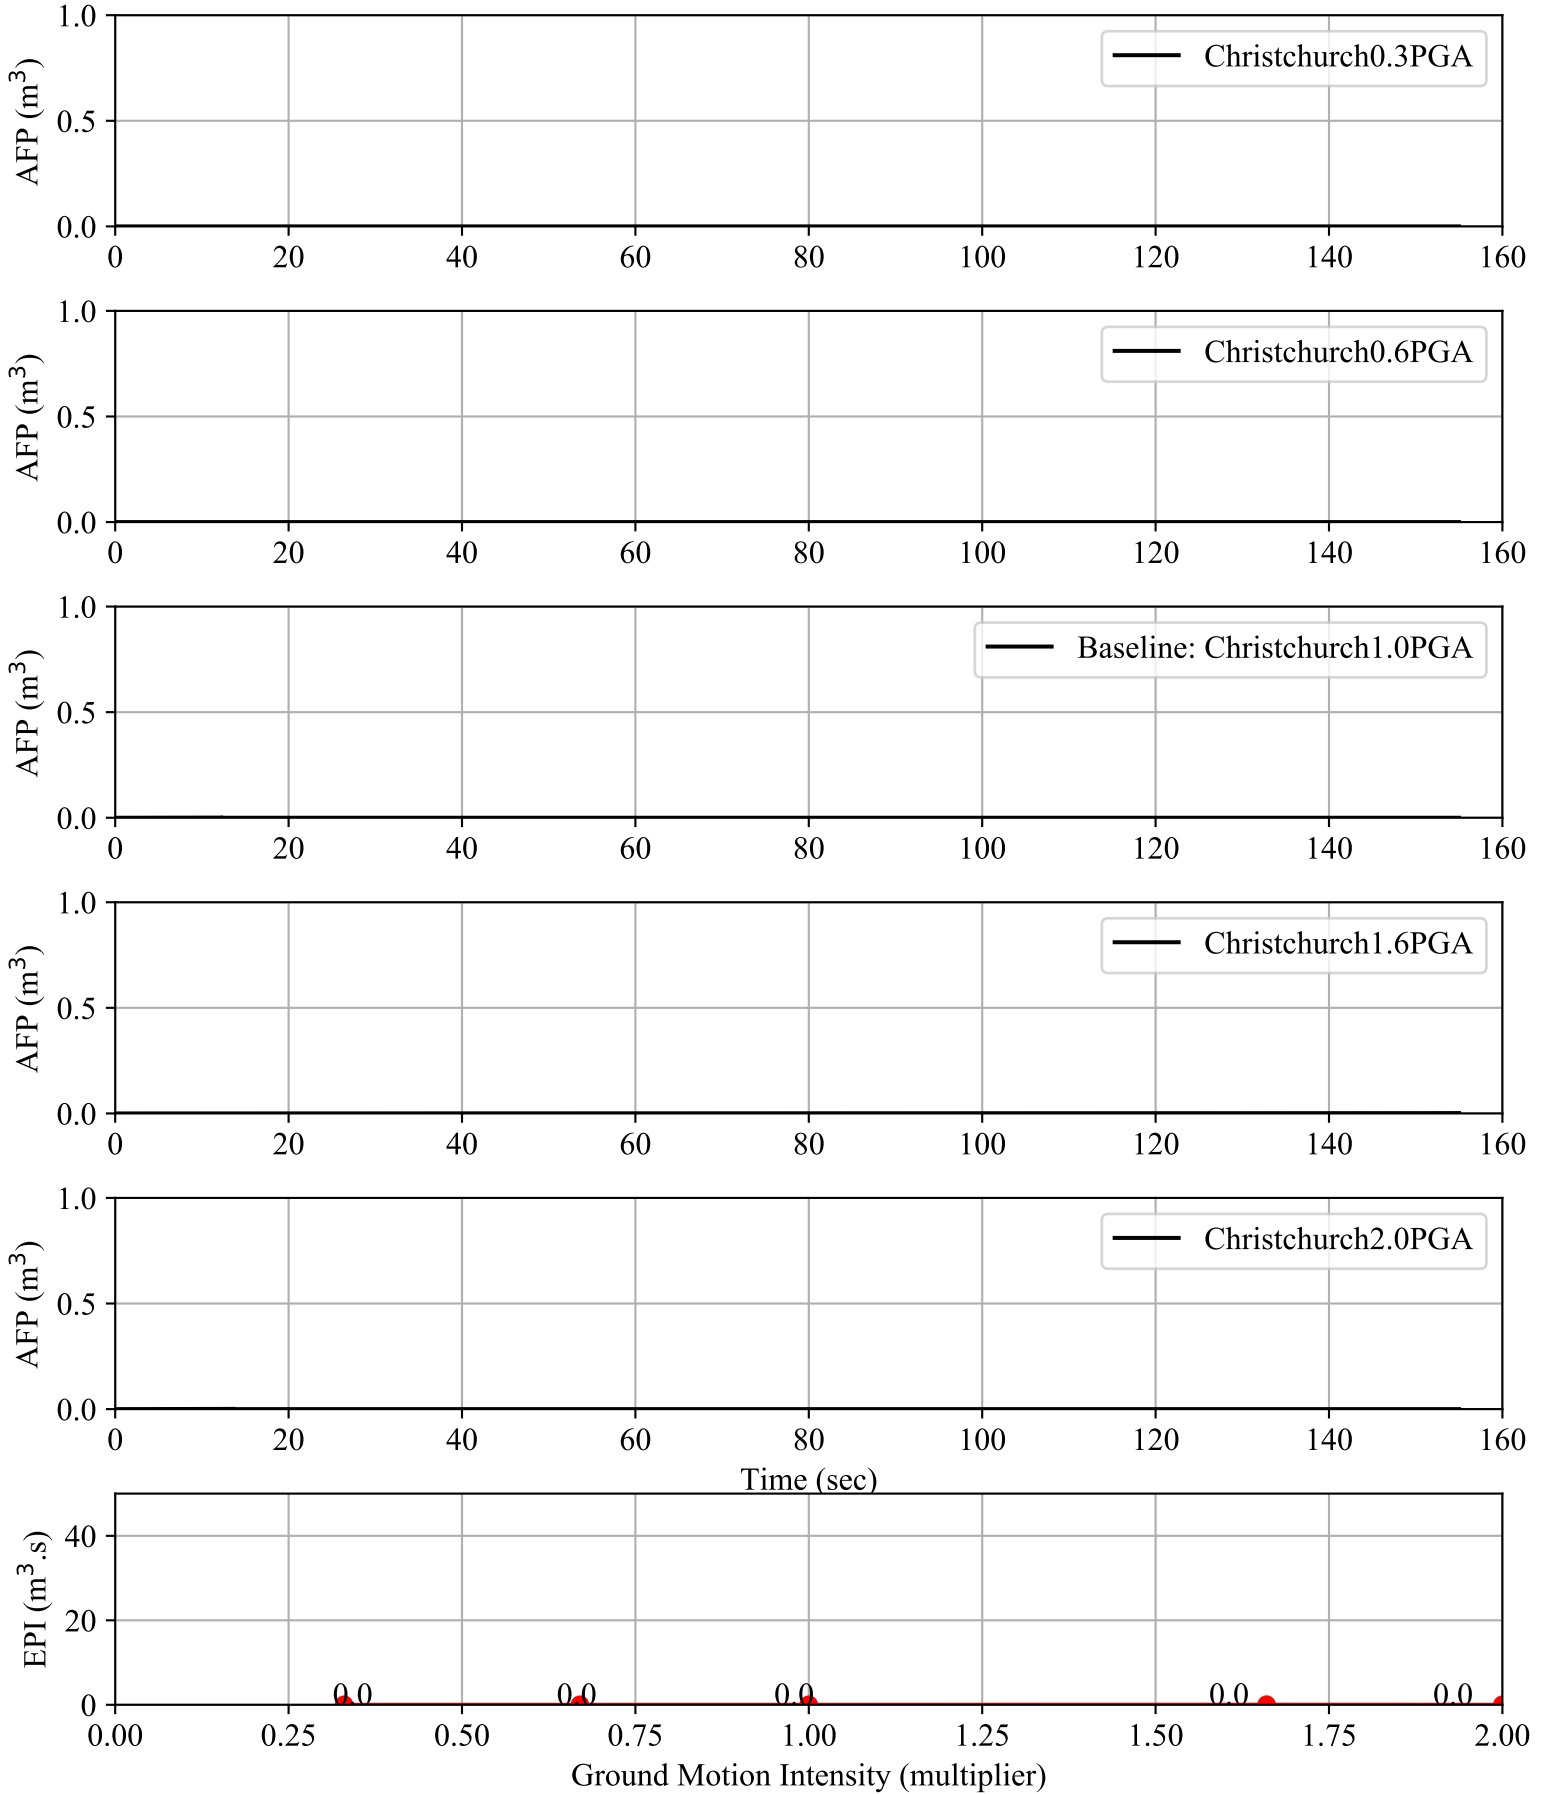 1.0
Christchurch0.3PGA
AFP (m³)
0.5
0.0
0 20 40 60 80 100 120 140 160
1.0
Christchurch0.6PGA
AFP (m³)
0.5
0.0
0 20 40 60 80 100 120 140 160
1.0
Baseline: Christchurch1.0PGA
AFP (m³)
0.5
0.0
0 20 40 60 80 100 120 140 160
1.0
Christchurch1.6PGA
AFP (m³)
0.5
0.0
0 20 40 60 80 100 120 140 160
1.0
Christchurch2.0PGA
AFP (m³)
0.5
0.0
0 20 40 60 80 100 120 140 160
Time (sec)
EPI (m³.s)
40
20
0.0 0.0 0.0 0.0 0.0
0
0.00 0.25 0.50 0.75 1.00 1.25 1.50 1.75 2.00
Ground Motion Intensity (multiplier)